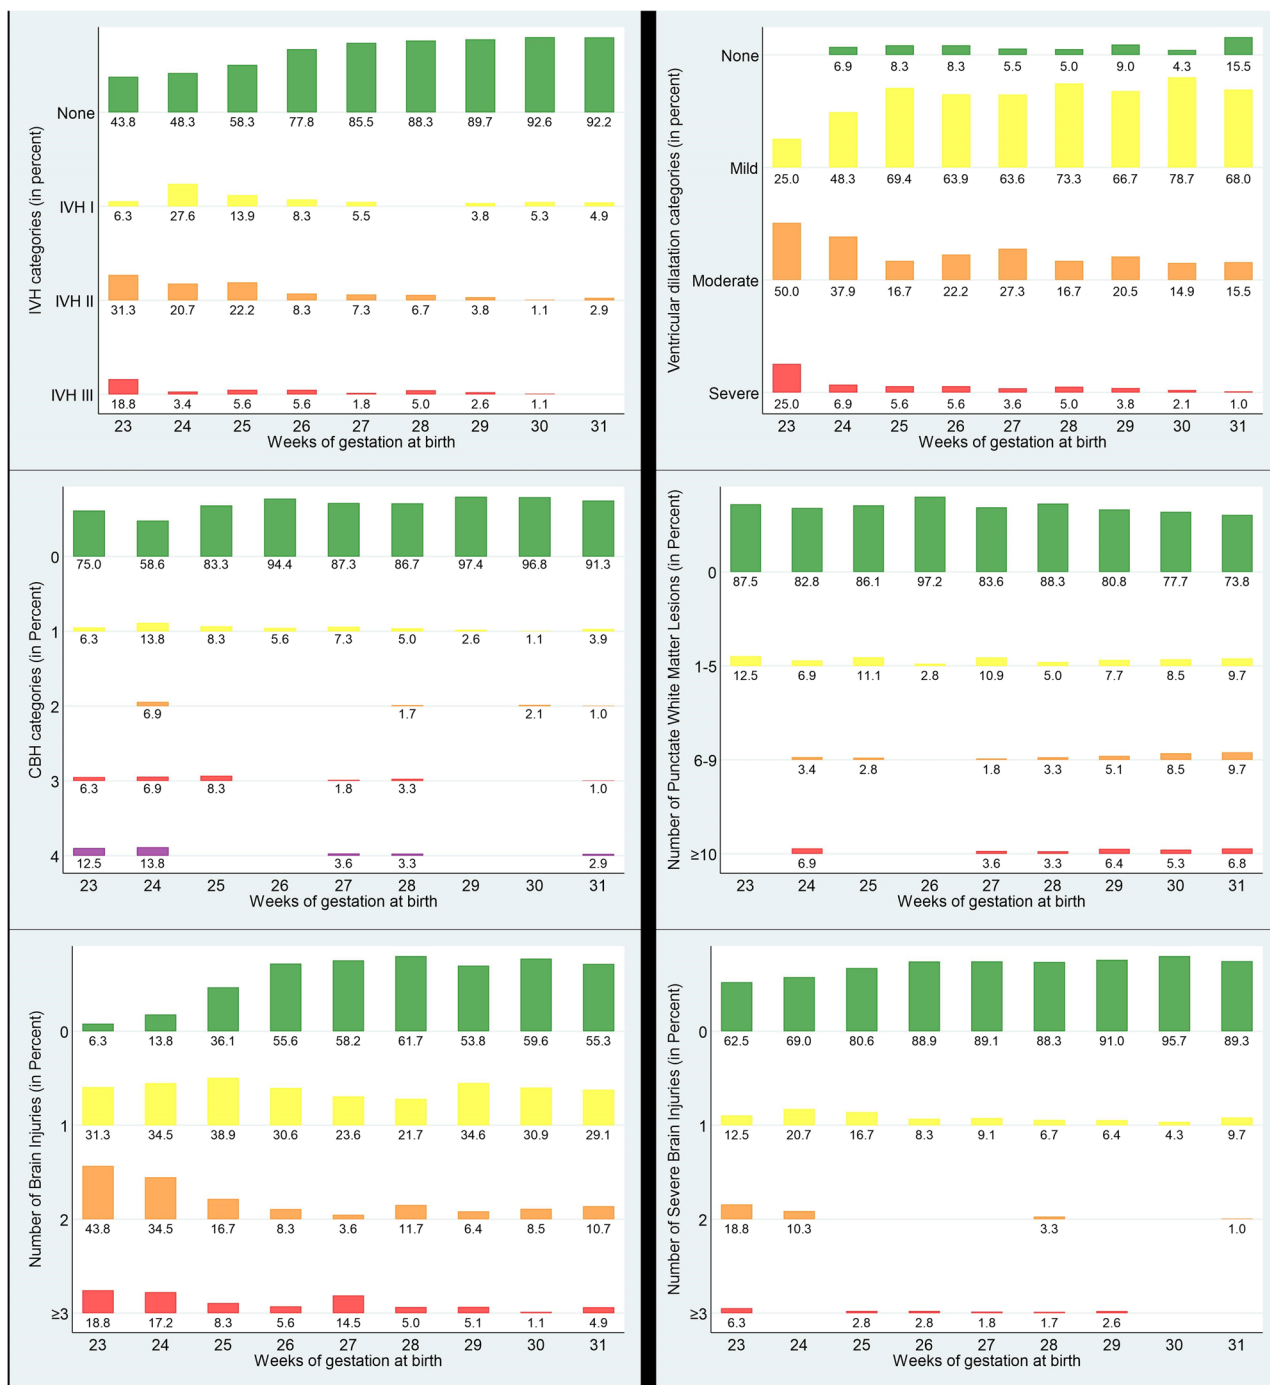 IVH categories (in percent)
None
43.8 48.3 58.3 77.8 85.5 88.3 89.7 92.6 92.2
IVH I
6.3 27.6 13.9 8.3 5.5 3.8 5.3 4.9
IVH II
31.3 20.7 22.2 8.3 7.3 6.7 3.8 1.1 2.9
IVH III
18.8 3.4 5.6 5.6 1.8 5.0 2.6 1.1
23 24 25 26 27 28 29 30 31
Weeks of gestation at birth
Ventricular dilatation categories (in percent)
None
6.9 8.3 8.3 5.5 5.0 9.0 4.3 15.5
Mild
25.0 48.3 69.4 63.9 63.6 73.3 66.7 78.7 68.0
Moderate
50.0 37.9 16.7 22.2 27.3 16.7 20.5 14.9 15.5
Severe
25.0 6.9 5.6 5.6 3.6 5.0 3.8 2.1 1.0
23 24 25 26 27 28 29 30 31
Weeks of gestation at birth
CBH categories (in Percent)
0
75.0 58.6 83.3 94.4 87.3 86.7 97.4 96.8 91.3
1
6.3 13.8 8.3 5.6 7.3 5.0 2.6 1.1 3.9
2
6.9 1.7 2.1 1.0
3
6.3 6.9 8.3 1.8 3.3 1.0
4
12.5 13.8 3.6 3.3 2.9
23 24 25 26 27 28 29 30 31
Weeks of gestation at birth
Number of Punctate White Matter Lesions (in Percent)
0
87.5 82.8 86.1 97.2 83.6 88.3 80.8 77.7 73.8
1-5
12.5 6.9 11.1 2.8 10.9 5.0 7.7 8.5 9.7
6-9
3.4 2.8 1.8 3.3 5.1 8.5 9.7
≥10
6.9 3.6 3.3 6.4 5.3 6.8
23 24 25 26 27 28 29 30 31
Weeks of gestation at birth
Number of Brain Injuries (in Percent)
0
6.3 13.8 36.1 55.6 58.2 61.7 53.8 59.6 55.3
1
31.3 34.5 38.9 30.6 23.6 21.7 34.6 30.9 29.1
2
43.8 34.5 16.7 8.3 3.6 11.7 6.4 8.5 10.7
≥3
18.8 17.2 8.3 5.6 14.5 5.0 5.1 1.1 4.9
23 24 25 26 27 28 29 30 31
Weeks of gestation at birth
Number of Severe Brain Injuries (in Percent)
0
62.5 69.0 80.6 88.9 89.1 88.3 91.0 95.7 89.3
1
12.5 20.7 16.7 8.3 9.1 6.7 6.4 4.3 9.7
2
18.8 10.3 3.3 1.0
≥3
6.3 2.8 2.8 1.8 1.7 2.6
23 24 25 26 27 28 29 30 31
Weeks of gestation at birth